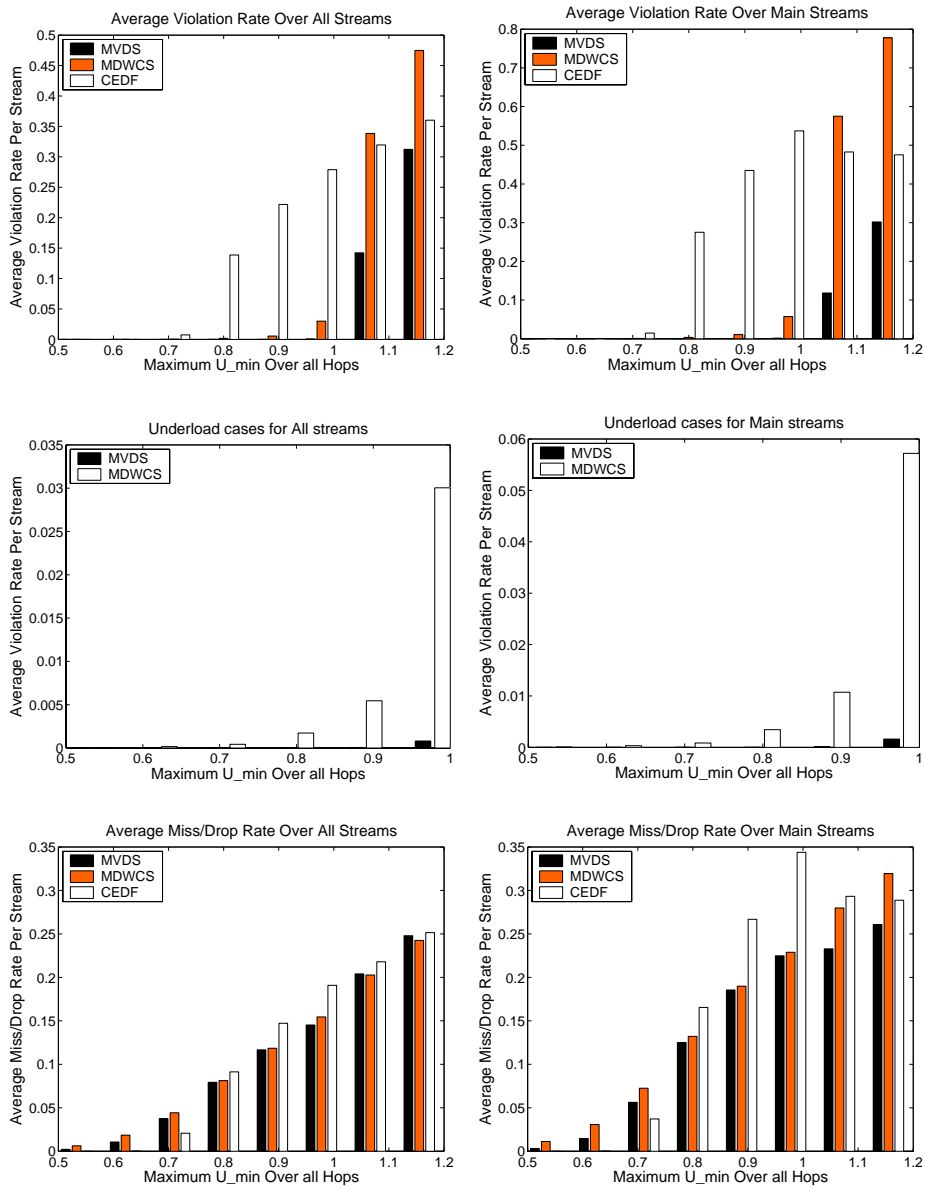 Average Violation Rate Over All Streams
Average Violation Rate Per Stream
0.5
0.45
0.4
0.35
0.3
0.25
0.2
0.15
0.1
0.05
0
MVDS
MDWCS
CEDF
0.5 0.6 0.7 0.8 0.9 1 1.1 1.2
Maximum U_min Over all Hops
Average Violation Rate Over Main Streams
Average Violation Rate Per Stream
0.8
0.7
0.6
0.5
0.4
0.3
0.2
0.1
0
MVDS
MDWCS
CEDF
0.5 0.6 0.7 0.8 0.9 1 1.1 1.2
Maximum U_min Over all Hops
Underload cases for All streams
Average Violation Rate Per Stream
0.035
0.03
0.025
0.02
0.015
0.01
0.005
0
MVDS
MDWCS
0.5 0.6 0.7 0.8 0.9 1
Maximum U_min Over all Hops
Underload cases for Main streams
Average Violation Rate Per Stream
0.06
0.05
0.04
0.03
0.02
0.01
0
MVDS
MDWCS
0.5 0.6 0.7 0.8 0.9 1
Maximum U_min Over all Hops
Average Miss/Drop Rate Over All Streams
Average Miss/Drop Rate Per Stream
0.35
0.3
0.25
0.2
0.15
0.1
0.05
0
MVDS
MDWCS
CEDF
0.5 0.6 0.7 0.8 0.9 1 1.1 1.2
Maximum U_min Over all Hops
Average Miss/Drop Rate Over Main Streams
Average Miss/Drop Rate Per Stream
0.35
0.3
0.25
0.2
0.15
0.1
0.05
0
MVDS
MDWCS
CEDF
0.5 0.6 0.7 0.8 0.9 1 1.1 1.2
Maximum U_min Over all Hops